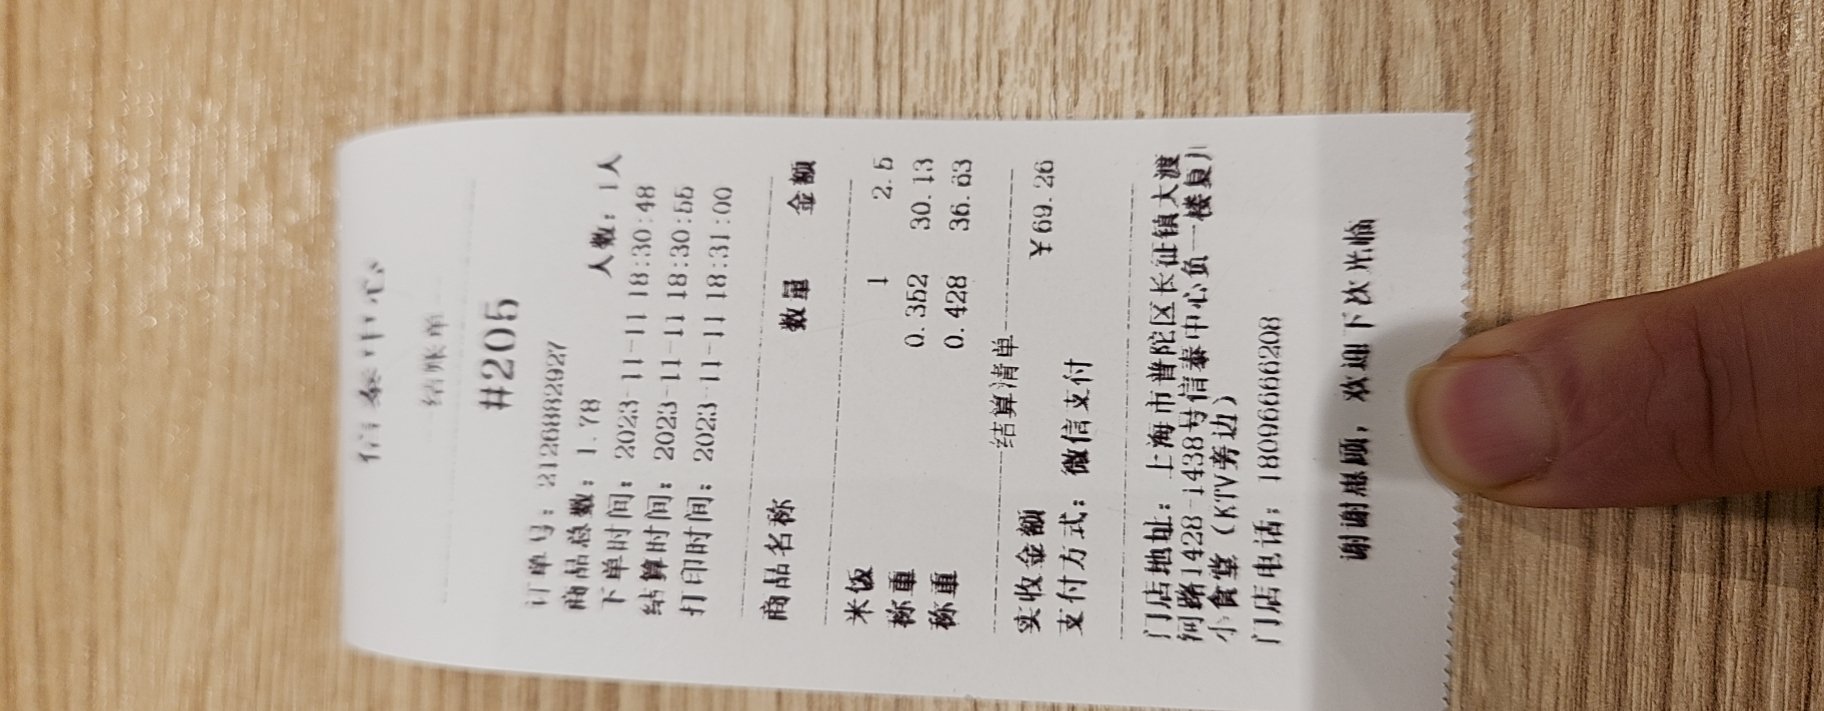 信泰中心
结账单
#205
订单号：2126882927
商品总数：1.78 人数：1人
下单时间：2023-11-11 18:30:48
结算时间：2023-11-11 18:30:55
打印时间：2023-11-11 18:31:00
商品名称 数量 金额
米饭 1 2.5
称重 0.352 30.13
称重 0.428 36.63
结算清单
实收金额 ¥69.26
支付方式：微信支付
门店地址：上海市普陀区长征镇大渡
河路1428-1438号信泰中心负一楼复川
小食堂（KTV旁边）
门店电话：18096666208
谢谢惠顾，欢迎下次光临